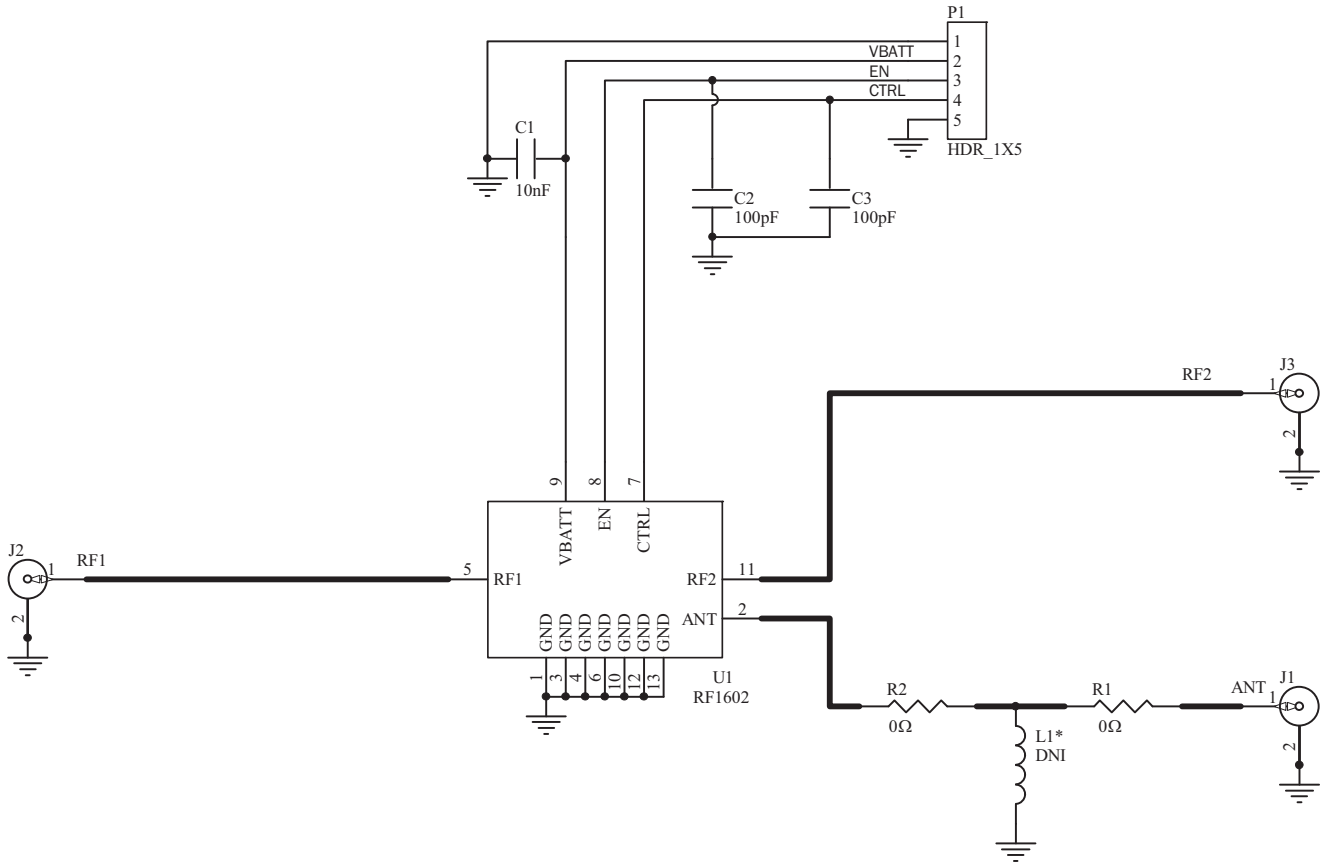 P1
1
VBATT
2
EN
3
CTRL
4
5
HDR_1X5
C1
10nF
C2
100pF
C3
100pF
J3
RF2
1
2
9
8
7
VBATT
EN
CTRL
J2
RF1
1
2
5
RF1
RF2
11
ANT
2
GND
GND
GND
GND
GND
GND
GND
1
3
4
6
10
12
13
U1
RF1602
R2
0Ω
R1
0Ω
L1*
DNI
J1
ANT
1
2